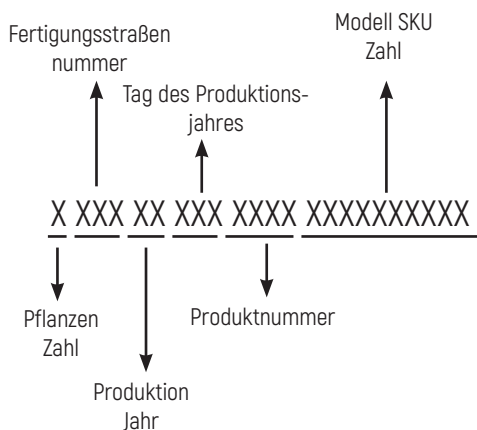 Fertigungsstraßen
nummer
Modell SKU
Zahl
Tag des Produktions-
jahres
X XXX XX XXX XXXX XXXXXXXXXX
Pflanzen
Zahl
Produktnummer
Produktion
Jahr